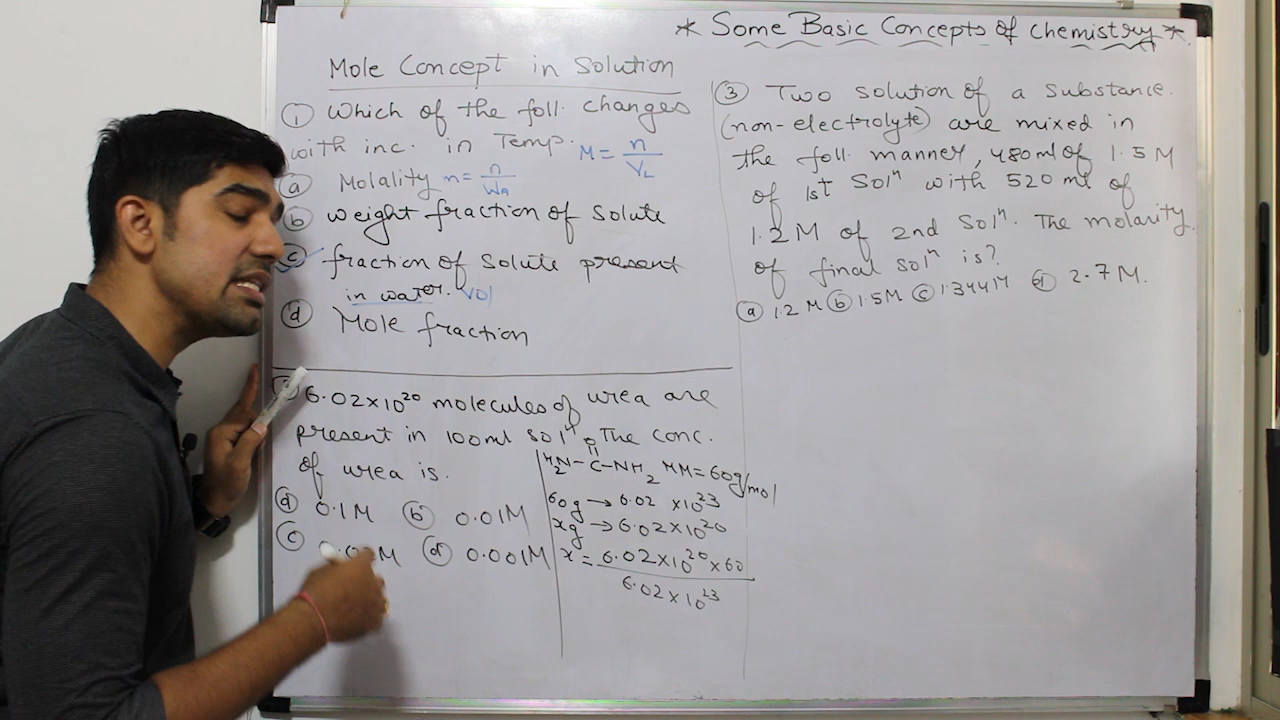 * Some Basic Concepts of Chemistry *
Mole Concept in Solution
① Which of the foll. changes
with inc. in Temp. M = n/VL
ⓐ Molality m = n/WA
ⓑ weight fraction of Solute
ⓒ fraction of Solute present
in water. Vol
ⓓ Mole fraction
6.02×10²⁰ molecules of urea are
present in 100ml Solⁿ. The Conc.
of urea is.
ⓐ 0.1M ⓑ 0.01M
ⓒ M ⓓ 0.001M
O
H₂N-C-NH₂ MM=60g/mol
60g → 6.02 ×10²³
xg → 6.02×10²⁰
x = 6.02×10²⁰×60
6.02×10²³
③ Two solution of a Substance.
(non-electrolyte) are mixed in
the foll. manner, 480ml of 1.5M
of 1st Solⁿ with 520 ml of
1.2M of 2nd Solⁿ. The molarity
of final Solⁿ is?
ⓐ 1.2M ⓑ 1.5M ⓒ 1.344M ⓓ 2.7M.